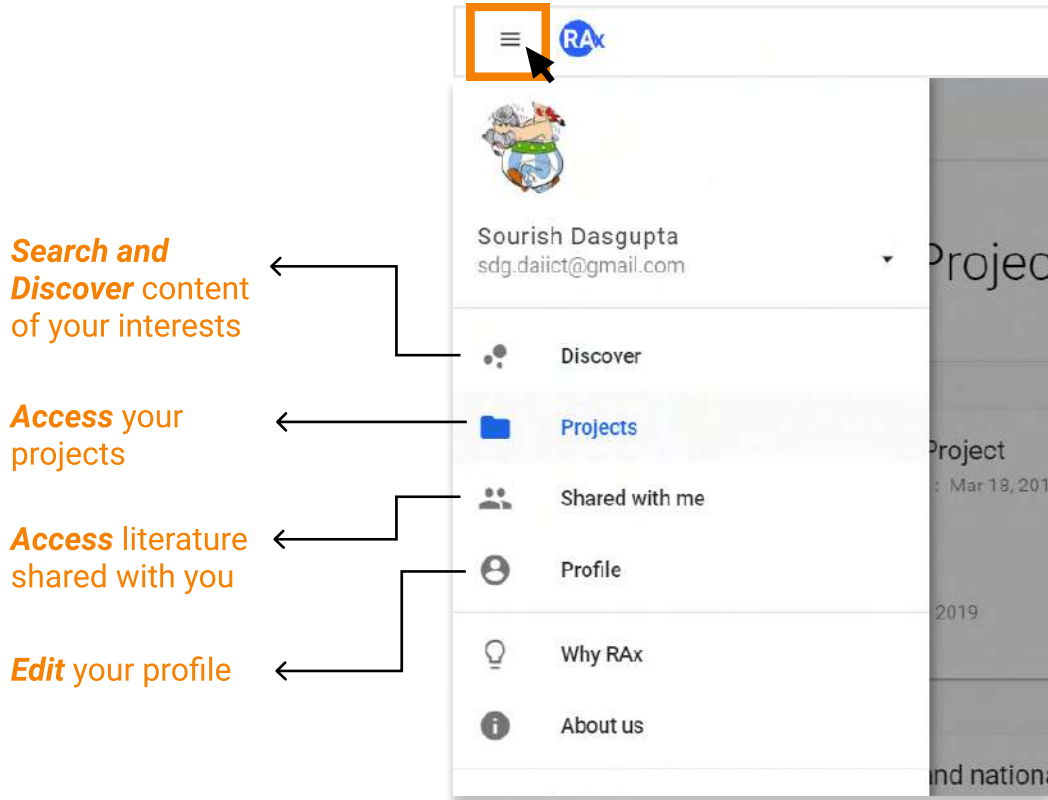 RAx
Sourish Dasgupta
sdg.daiict@gmail.com
Search and
Discover content
of your interests
Discover
Access your
projects
Projects
Access literature
shared with you
Shared with me
Edit your profile
Profile
Why RAx
About us
Project
: Mar 18, 201
2019
and nationa